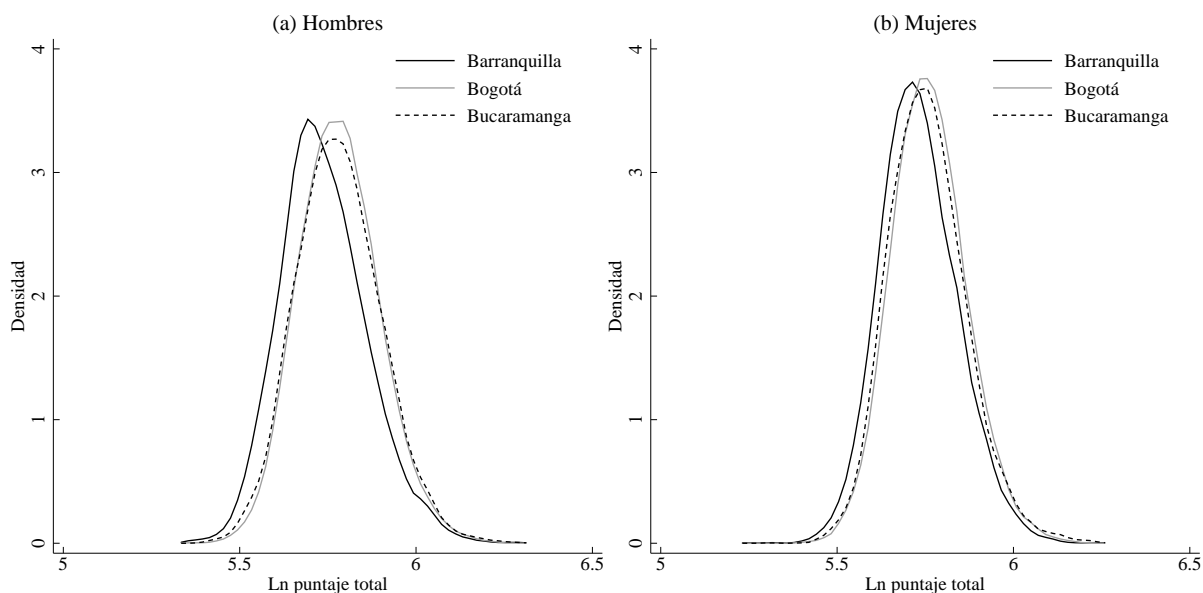 (a) Hombres
Barranquilla
Bogotá
Bucaramanga
4
3
2
1
0
Densidad
5
5.5
6
6.5
Ln puntaje total
(b) Mujeres
Barranquilla
Bogotá
Bucaramanga
4
3
2
1
0
Densidad
5
5.5
6
6.5
Ln puntaje total